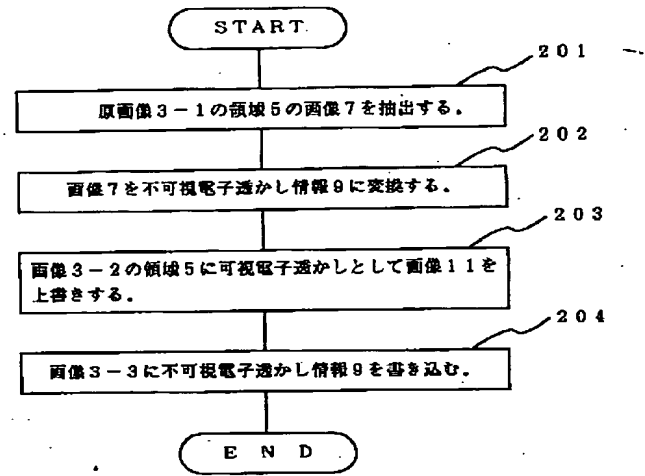 START
201
原画像3－1の領域5の画像7を抽出する。
202
画像7を不可視電子透かし情報9に変換する。
203
画像3－2の領域5に可視電子透かしとして画像11を
上書きする。
204
画像3－3に不可視電子透かし情報9を書き込む。
END